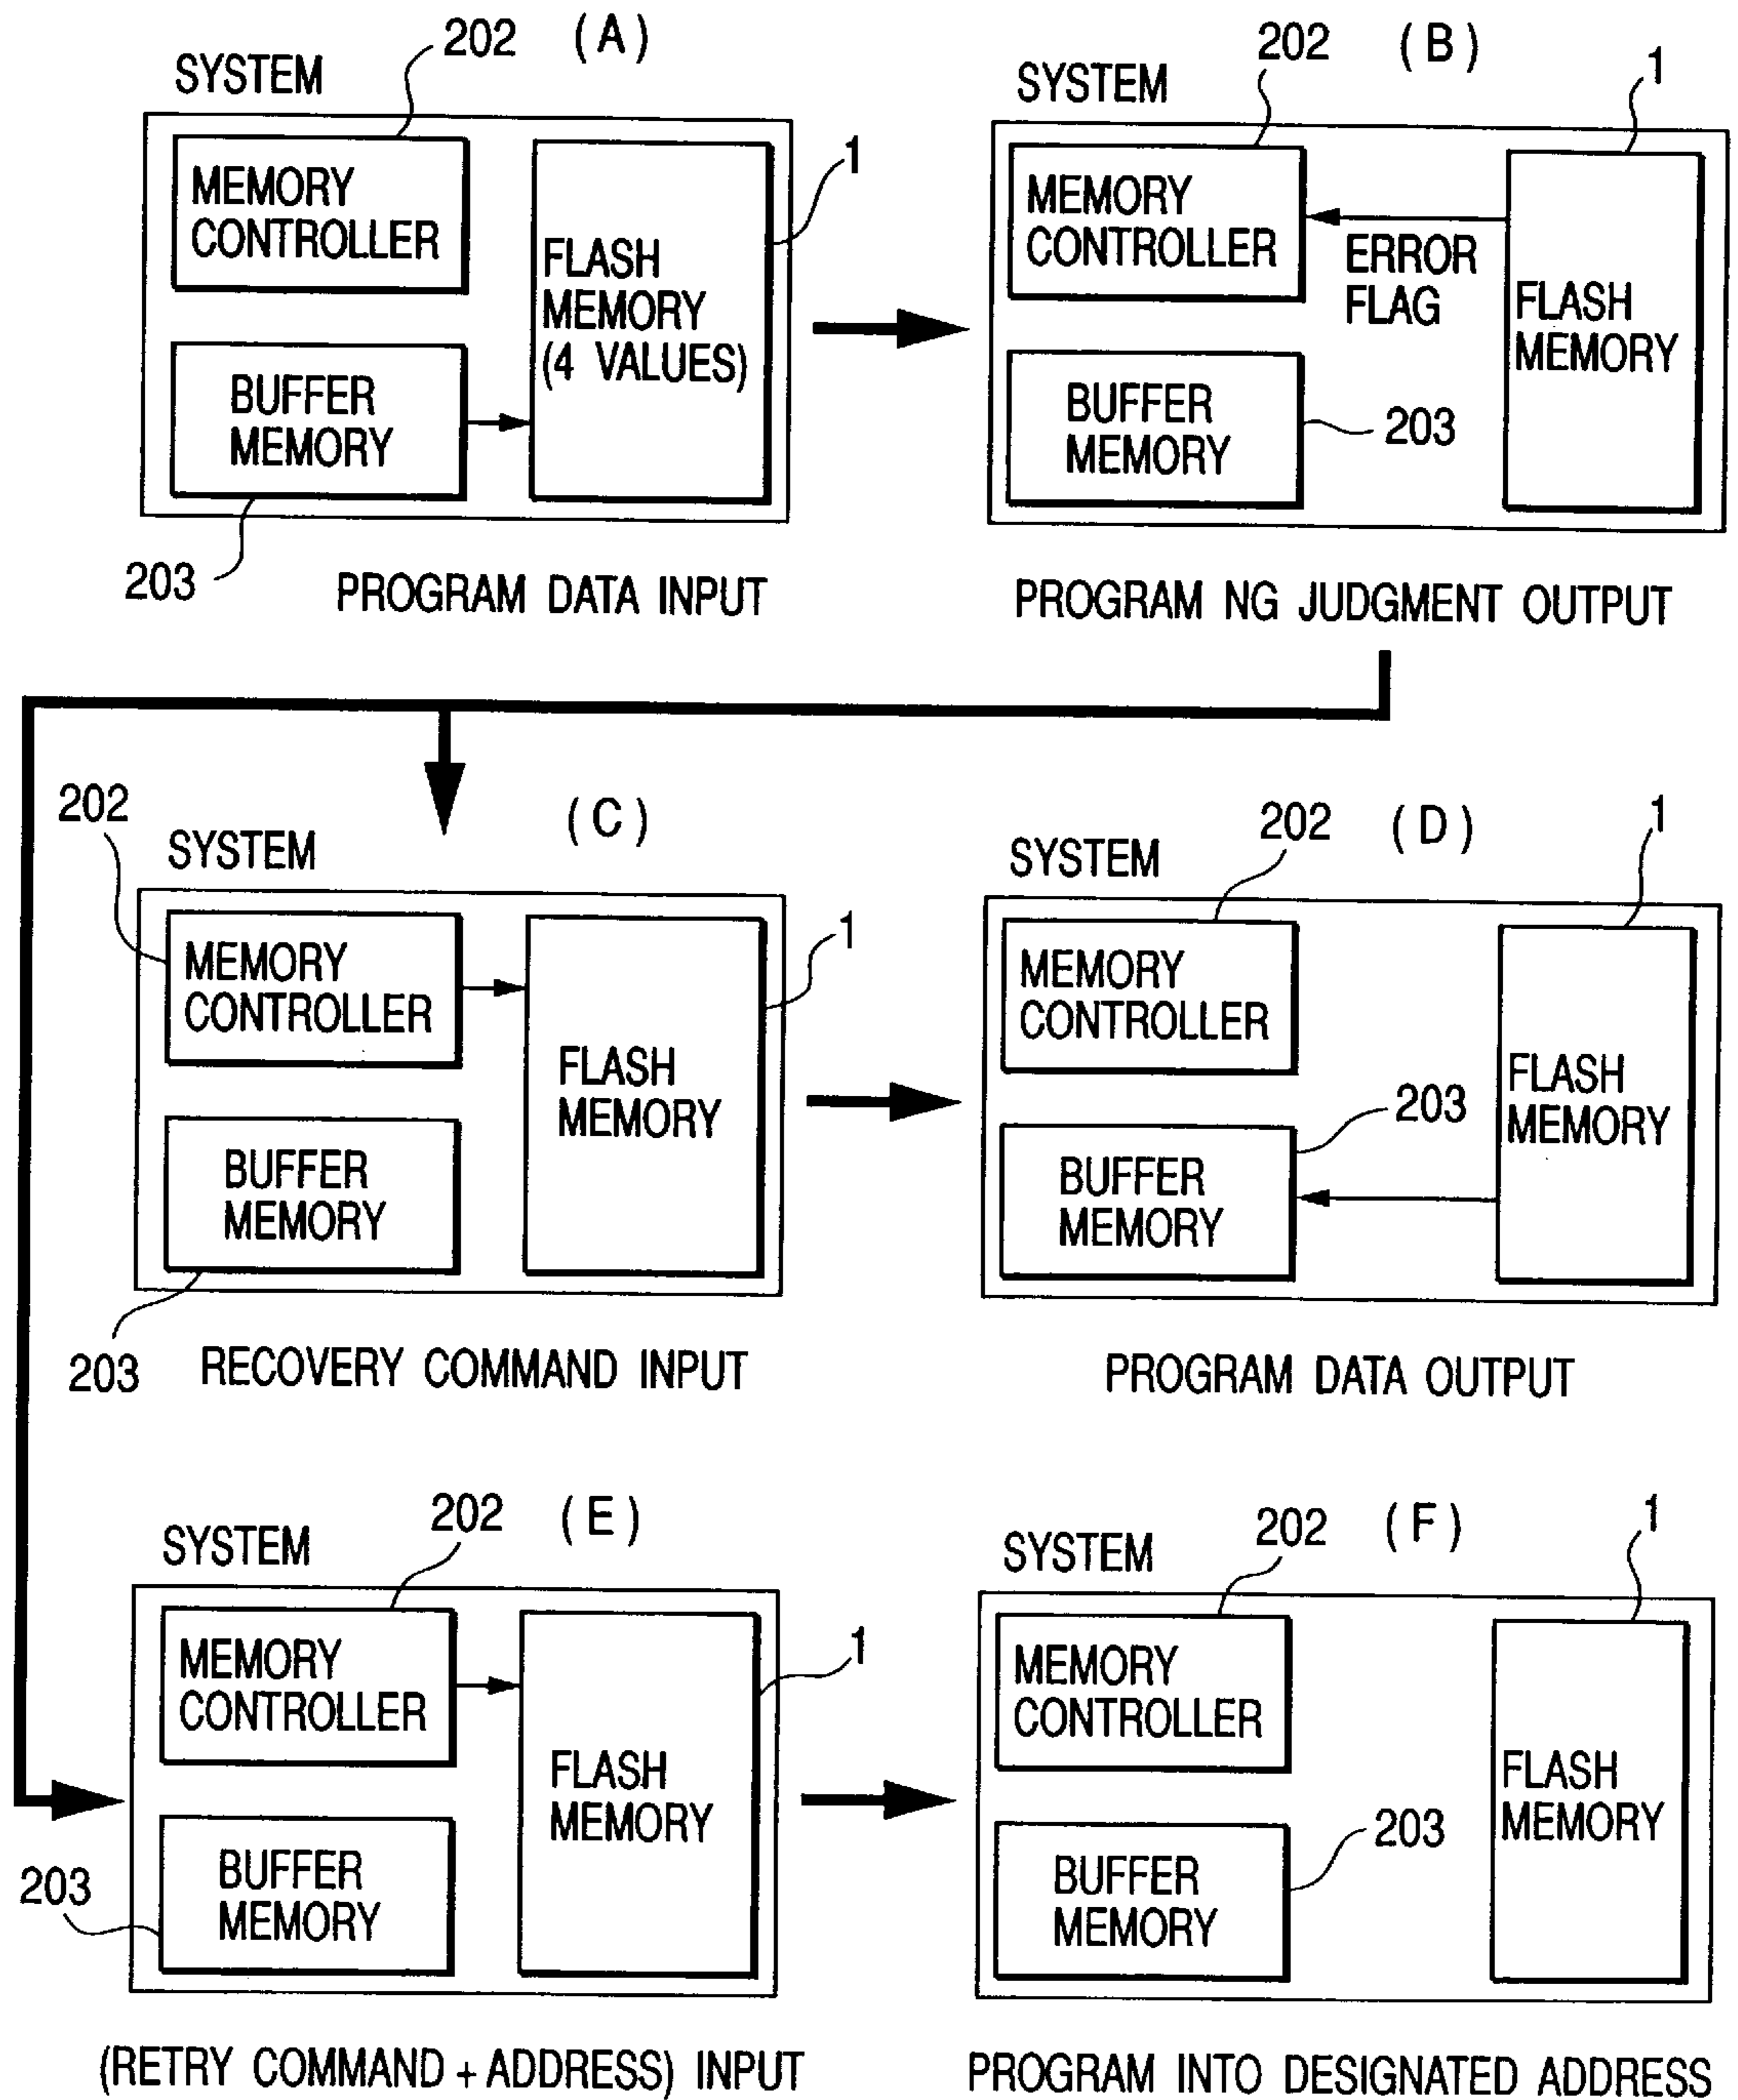 202 (A)
SYSTEM
1
MEMORY
CONTROLLER
FLASH
MEMORY
(4 VALUES)
BUFFER
MEMORY
203
PROGRAM DATA INPUT
202 (B)
SYSTEM
1
MEMORY
CONTROLLER
ERROR
FLAG
FLASH
MEMORY
BUFFER
MEMORY
203
PROGRAM NG JUDGMENT OUTPUT
202
(C)
SYSTEM
1
MEMORY
CONTROLLER
FLASH
MEMORY
BUFFER
MEMORY
203
RECOVERY COMMAND INPUT
202 (D)
SYSTEM
1
MEMORY
CONTROLLER
203
FLASH
MEMORY
BUFFER
MEMORY
PROGRAM DATA OUTPUT
202 (E)
SYSTEM
1
MEMORY
CONTROLLER
FLASH
MEMORY
BUFFER
MEMORY
203
(RETRY COMMAND + ADDRESS) INPUT
202 (F)
SYSTEM
1
MEMORY
CONTROLLER
FLASH
MEMORY
203
BUFFER
MEMORY
PROGRAM INTO DESIGNATED ADDRESS